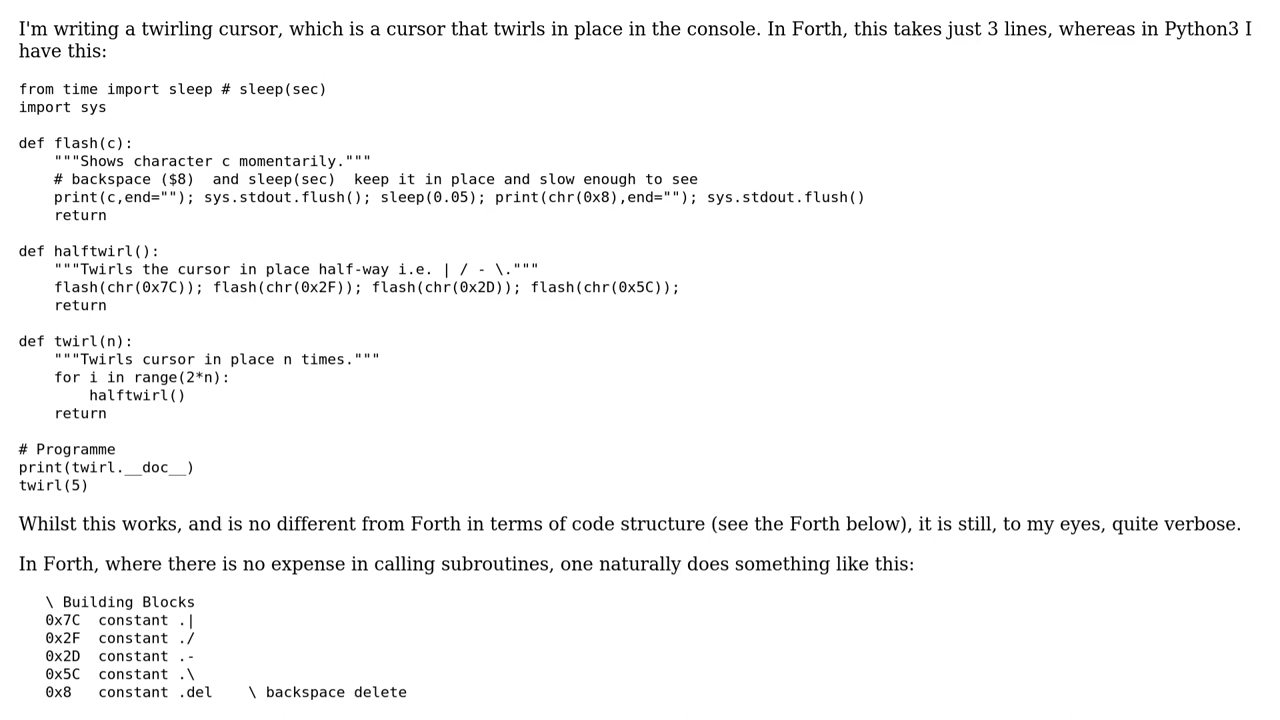 I'm writing a twirling cursor, which is a cursor that twirls in place in the console. In Forth, this takes just 3 lines, whereas in Python3 I
have this:
from time import sleep # sleep(sec)
import sys
def flash(c):
    """Shows character c momentarily."""
    # backspace ($8)  and sleep(sec)  keep it in place and slow enough to see
    print(c,end=""); sys.stdout.flush(); sleep(0.05); print(chr(0x8),end=""); sys.stdout.flush()
    return
def halftwirl():
    """Twirls the cursor in place half-way i.e. | / - \."""
    flash(chr(0x7C)); flash(chr(0x2F)); flash(chr(0x2D)); flash(chr(0x5C));
    return
def twirl(n):
    """Twirls cursor in place n times."""
    for i in range(2*n):
        halftwirl()
    return
# Programme
print(twirl.__doc__)
twirl(5)
Whilst this works, and is no different from Forth in terms of code structure (see the Forth below), it is still, to my eyes, quite verbose.
In Forth, where there is no expense in calling subroutines, one naturally does something like this:
   \ Building Blocks
   0x7C  constant .|
   0x2F  constant ./
   0x2D  constant .-
   0x5C  constant .\
   0x8   constant .del    \ backspace delete